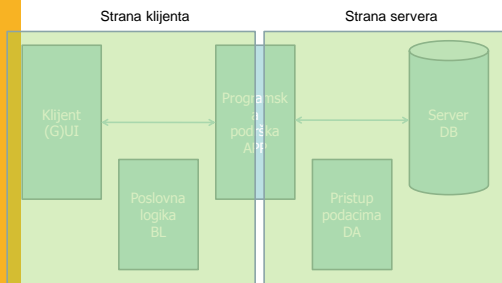 Strana klijenta
Strana servera
Klijent
(G)UI
Programsk
a
podrška
APP
Server
DB
Poslovna
logika
BL
Pristup
podacima
DA